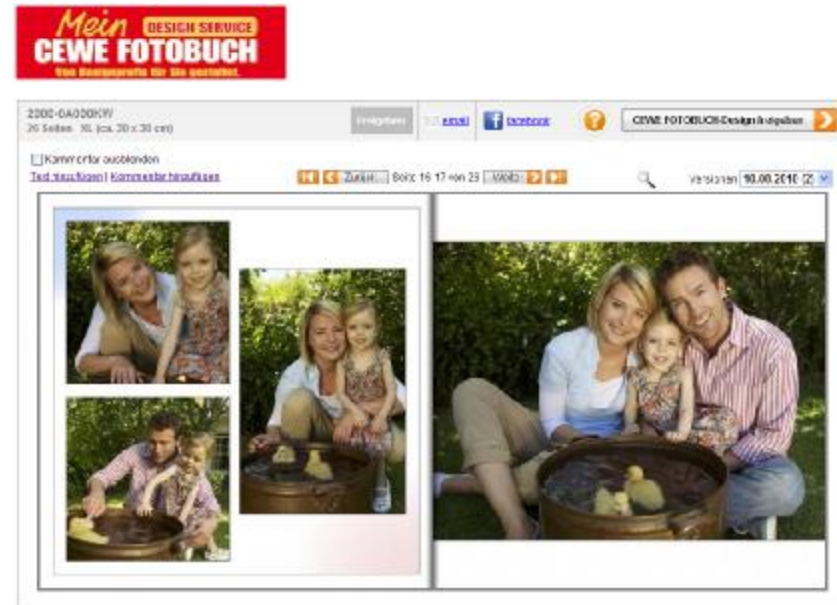 Mein DESIGN SERVICE
CEWE FOTOBUCH
Von Designprofis für Sie gestaltet.
26 Seiten XL (ca. 30 x 30 cm)
Freigeben
email
facebook
?
CEWE FOTOBUCH-Design freigeben
Kommentar ausblenden
Text hinzufügen | Kommentar hinzufügen
Zurück
Seite 16-17 von
Weiter
Versionen 10.08.2010 (2)